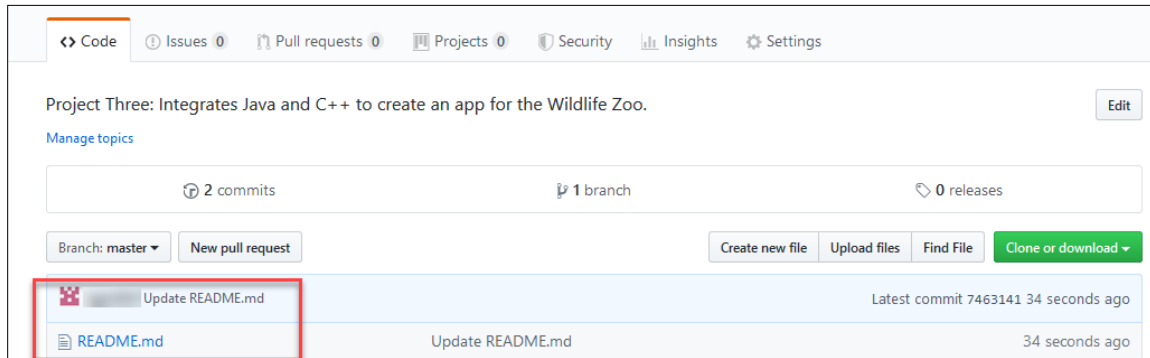 Code Issues 0 Pull requests 0 Projects 0 Security Insights Settings
Project Three: Integrates Java and C++ to create an app for the Wildlife Zoo. Edit
Manage topics
2 commits 1 branch 0 releases
Branch: master New pull request Create new file Upload files Find File Clone or download
Update README.md Latest commit 7463141 34 seconds ago
README.md Update README.md 34 seconds ago